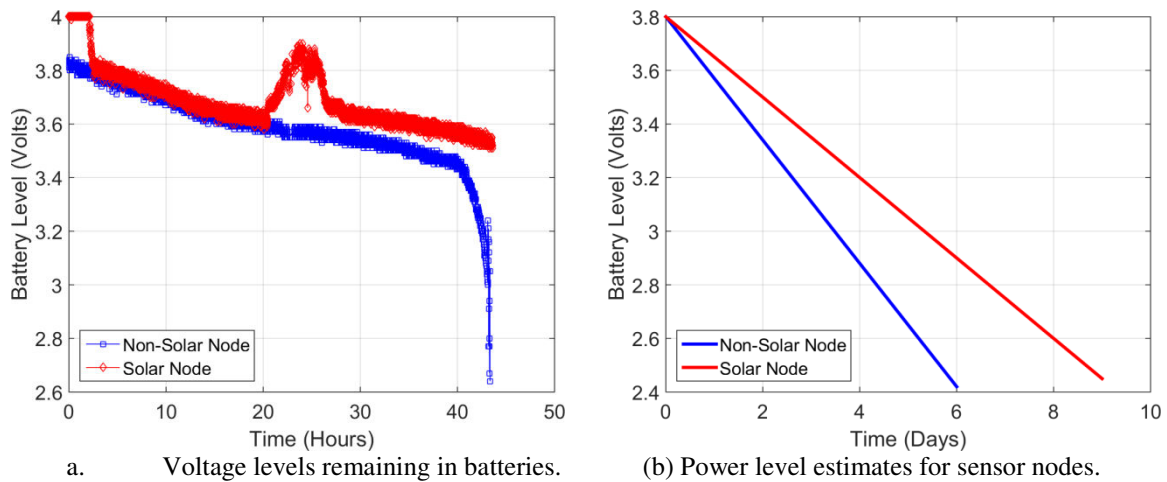 4
3.8
3.6
3.4
3.2
3
2.8
2.6
Battery Level (Volts)
Non-Solar Node
Solar Node
0 10 20 30 40 50
Time (Hours)
a. Voltage levels remaining in batteries.
3.8
3.6
3.4
3.2
3
2.8
2.6
2.4
Battery Level (Volts)
Non-Solar Node
Solar Node
0 2 4 6 8 10
Time (Days)
(b) Power level estimates for sensor nodes.